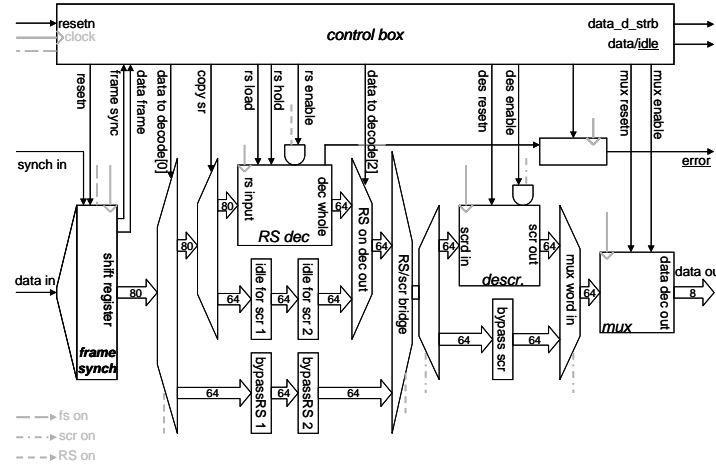 resetn
clock
control box
data_d_strb
data/idle
resetn
frame sync
data frame
data to decode[0]
copy sr
rs load
rs hold
rs enable
data to decode[2]
des resetn
des enable
mux resetn
mux enable
synch in
error
data in
shift register
frame
synch
80
80
80
rs input
dec whole
RS dec
64
RS on dec out
64
64
idle for scr 1
64
idle for scr 2
64
64
bypassRS 1
64
bypassRS 2
64
RS/scr bridge
64
scrd in
scr out
descr.
64
mux word in
64
bypass scr
64
64
data dec out
mux
data ou
8
fs on
scr on
RS on